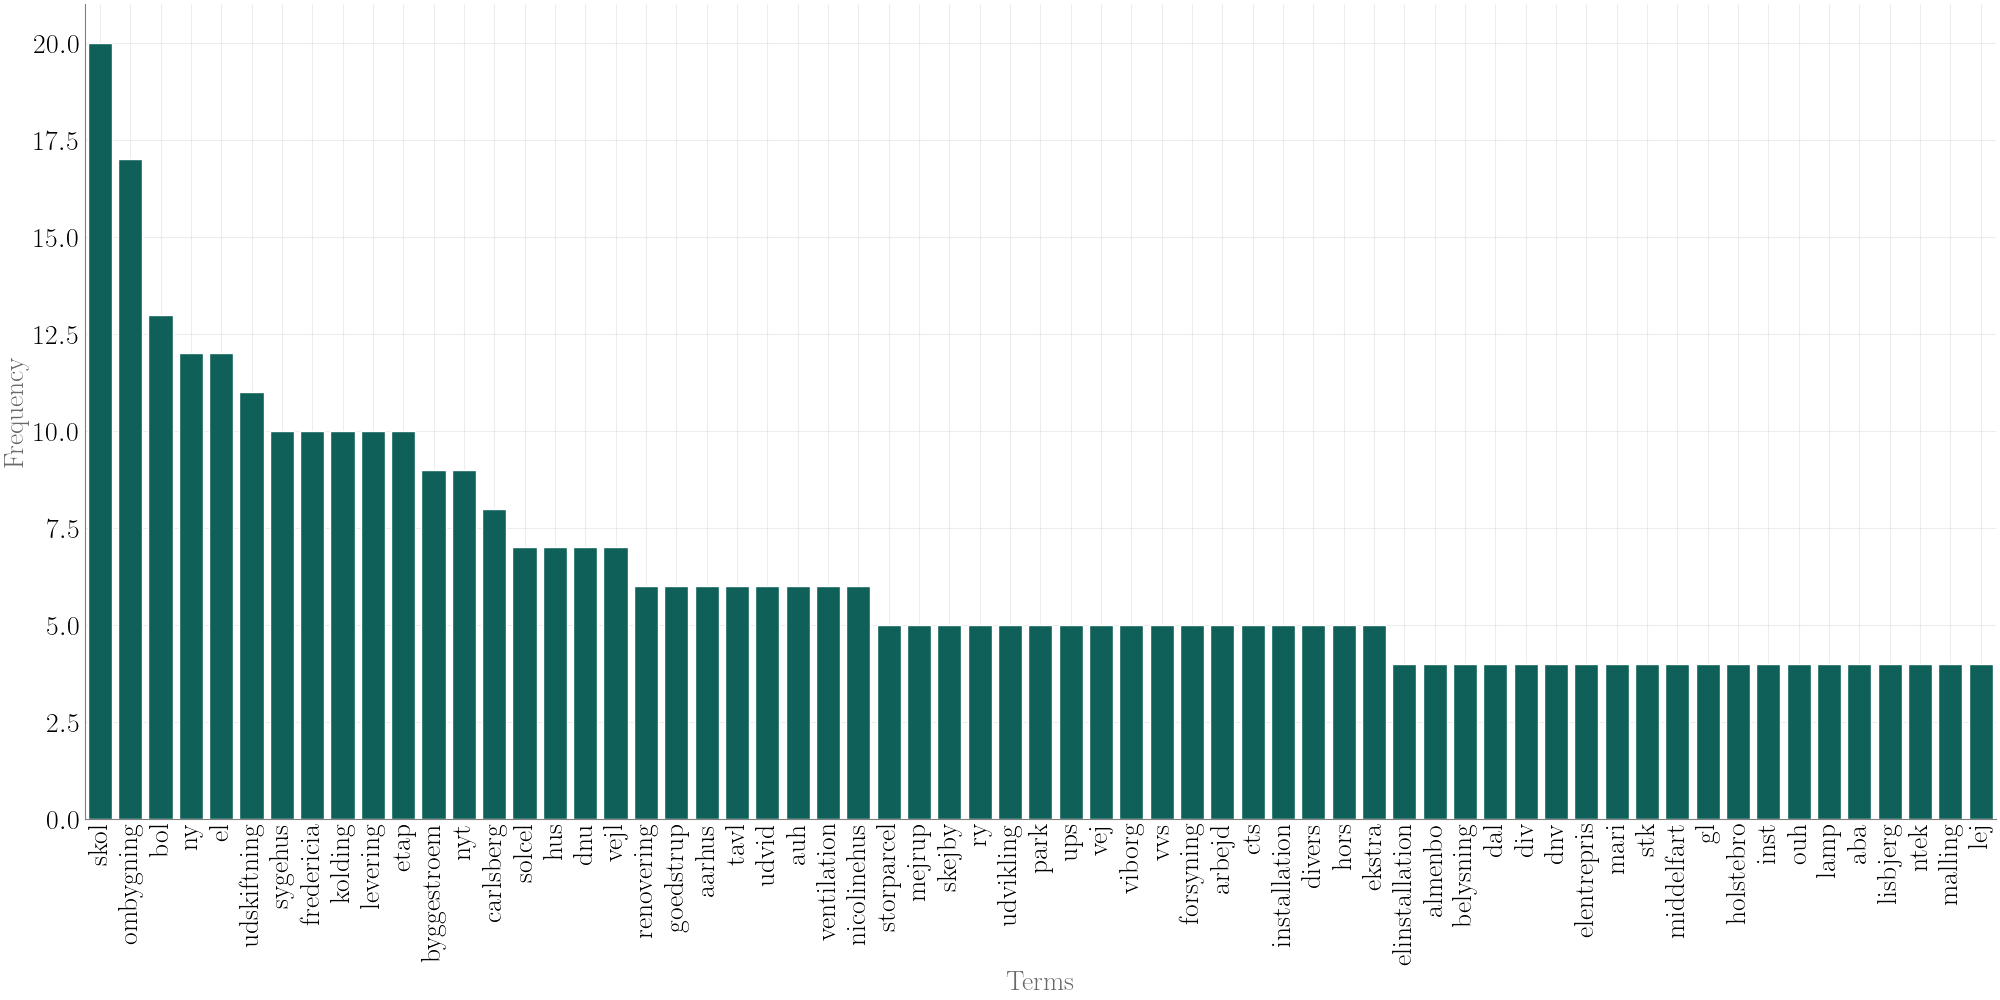 20.0
17.5
15.0
12.5
10.0
7.5
5.0
2.5
0.0
Frequency
skol
ombygning
bol
ny
el
udskiftning
sygehus
fredericia
kolding
levering
etap
byggestroem
nyt
carlsberg
solcel
hus
dnu
vejl
renovering
goedstrup
aarhus
tavl
udvid
auh
ventilation
nicolinehus
storparcel
mejrup
skejby
ry
udvikling
park
ups
vej
viborg
vvs
forsyning
arbejd
cts
installation
divers
hors
ekstra
elinstallation
almenbo
belysning
dal
div
dnv
elentrepris
mari
stk
middelfart
gl
holstebro
inst
ouh
lamp
aba
lisbjerg
ntek
malling
lej
Terms